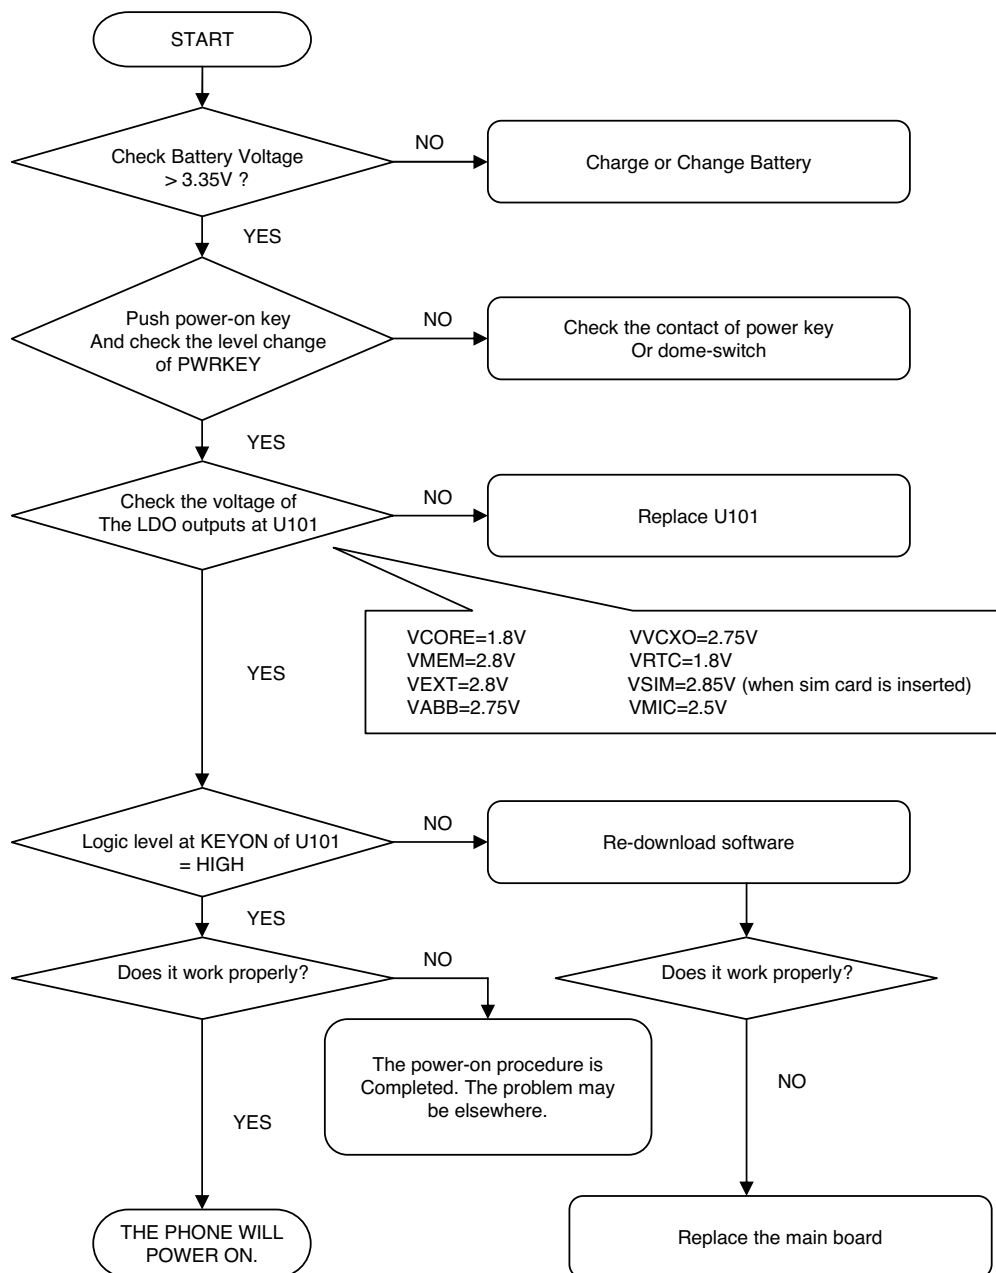 START
Check Battery Voltage
> 3.35V ?
NO
Charge or Change Battery
YES
Push power-on key
And check the level change
of PWRKEY
NO
Check the contact of power key
Or dome-switch
YES
Check the voltage of
The LDO outputs at U101
NO
Replace U101
VCORE=1.8V VVCXO=2.75V
VMEM=2.8V VRTC=1.8V
VEXT=2.8V VSIM=2.85V (when sim card is inserted)
VABB=2.75V VMIC=2.5V
YES
Logic level at KEYON of U101
= HIGH
NO
Re-download software
YES
Does it work properly?
NO
Does it work properly?
The power-on procedure is
Completed. The problem may
be elsewhere.
NO
YES
THE PHONE WILL
POWER ON.
Replace the main board